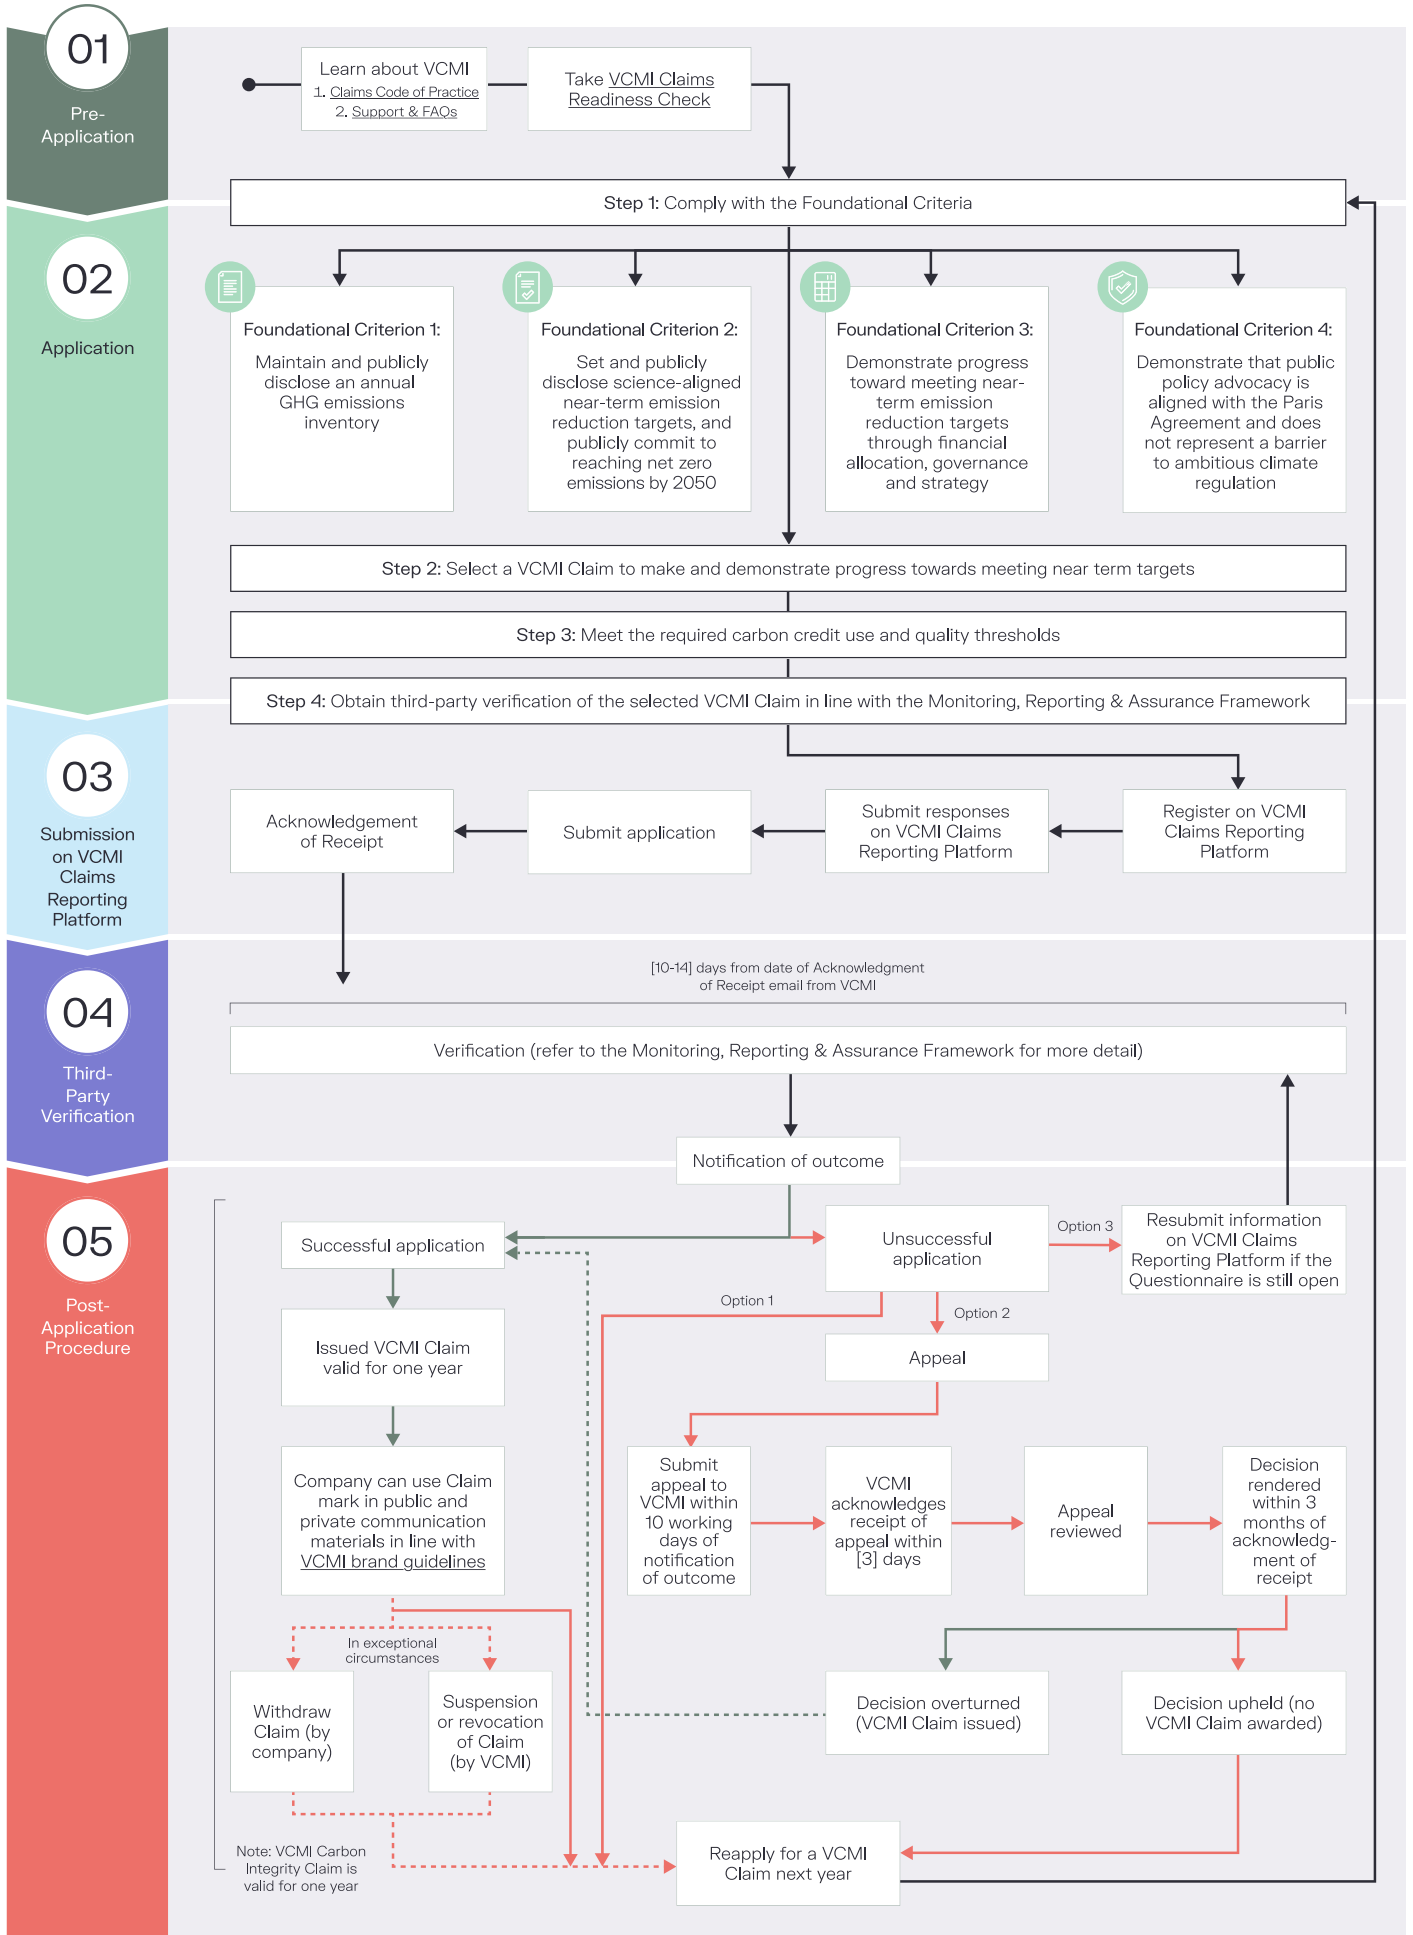 01
Pre-
Application
Learn about VCMI
1. Claims Code of Practice
2. Support & FAQs
Take VCMI Claims
Readiness Check
Step 1: Comply with the Foundational Criteria
02
Application
Foundational Criterion 1:
Maintain and publicly
disclose an annual
GHG emissions
inventory
Foundational Criterion 2:
Set and publicly
disclose science-aligned
near-term emission
reduction targets, and
publicly commit to
reaching net zero
emissions by 2050
Foundational Criterion 3:
Demonstrate progress
toward meeting near-
term emission
reduction targets
through financial
allocation, governance
and strategy
Foundational Criterion 4:
Demonstrate that public
policy advocacy is
aligned with the Paris
Agreement and does
not represent a barrier
to ambitious climate
regulation
Step 2: Select a VCMI Claim to make and demonstrate progress towards meeting near term targets
Step 3: Meet the required carbon credit use and quality thresholds
Step 4: Obtain third-party verification of the selected VCMI Claim in line with the Monitoring, Reporting & Assurance Framework
03
Submission
on VCMI
Claims
Reporting
Platform
Acknowledgement
of Receipt
Submit application
Submit responses
on VCMI Claims
Reporting Platform
Register on VCMI
Claims Reporting
Platform
04
Third-
Party
Verification
[10-14] days from date of Acknowledgment
of Receipt email from VCMI
Verification (refer to the Monitoring, Reporting & Assurance Framework for more detail)
Notification of outcome
05
Post-
Application
Procedure
Successful application
Unsuccessful
application
Option 3
Resubmit information
on VCMI Claims
Reporting Platform if the
Questionnaire is still open
Option 1
Option 2
Issued VCMI Claim
valid for one year
Appeal
Company can use Claim
mark in public and
private communication
materials in line with
VCMI brand guidelines
Submit
appeal to
VCMI within
10 working
days of
notification
of outcome
VCMI
acknowledges
receipt of
appeal within
[3] days
Appeal
reviewed
Decision
rendered
within 3
months of
acknowledg-
ment of
receipt
In exceptional
circumstances
Withdraw
Claim (by
company)
Suspension
or revocation
of Claim
(by VCMI)
Decision overturned
(VCMI Claim issued)
Decision upheld (no
VCMI Claim awarded)
Note: VCMI Carbon
Integrity Claim is
valid for one year
Reapply for a VCMI
Claim next year